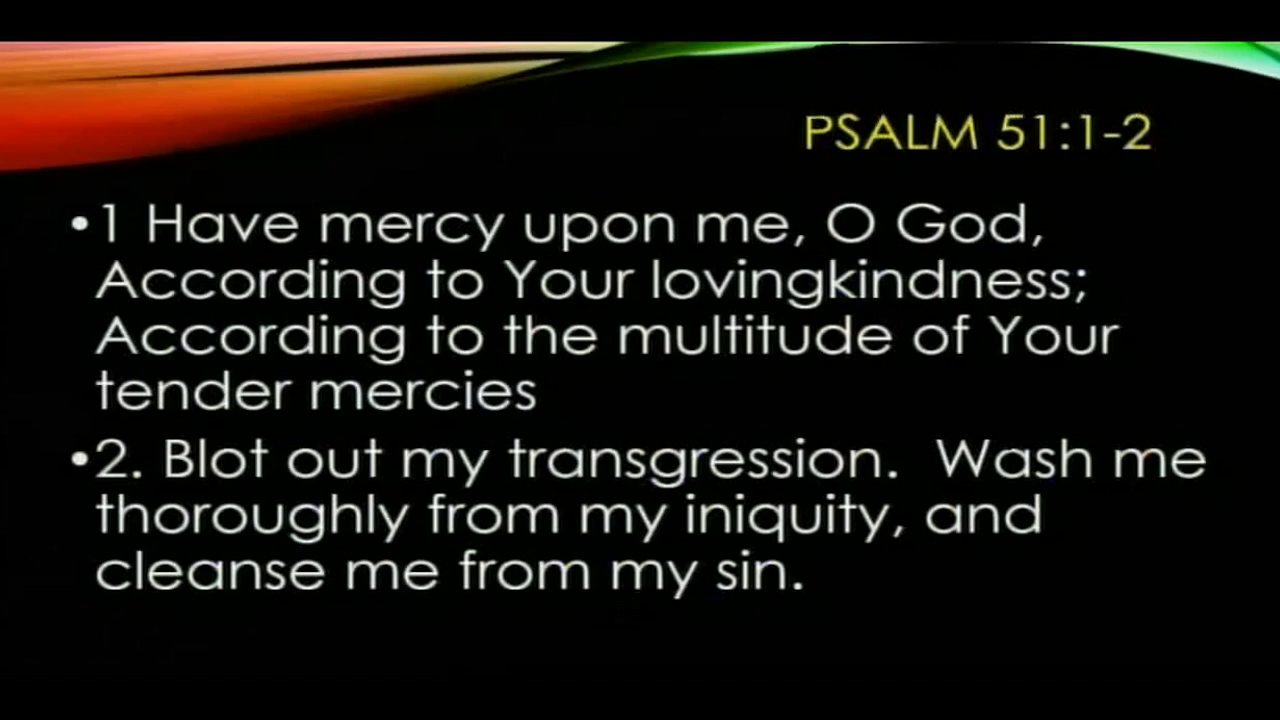 PSALM 51:1-2
•1 Have mercy upon me, O God,
According to Your lovingkindness;
According to the multitude of Your
tender mercies
•2. Blot out my transgression.  Wash me
thoroughly from my iniquity, and
cleanse me from my sin.